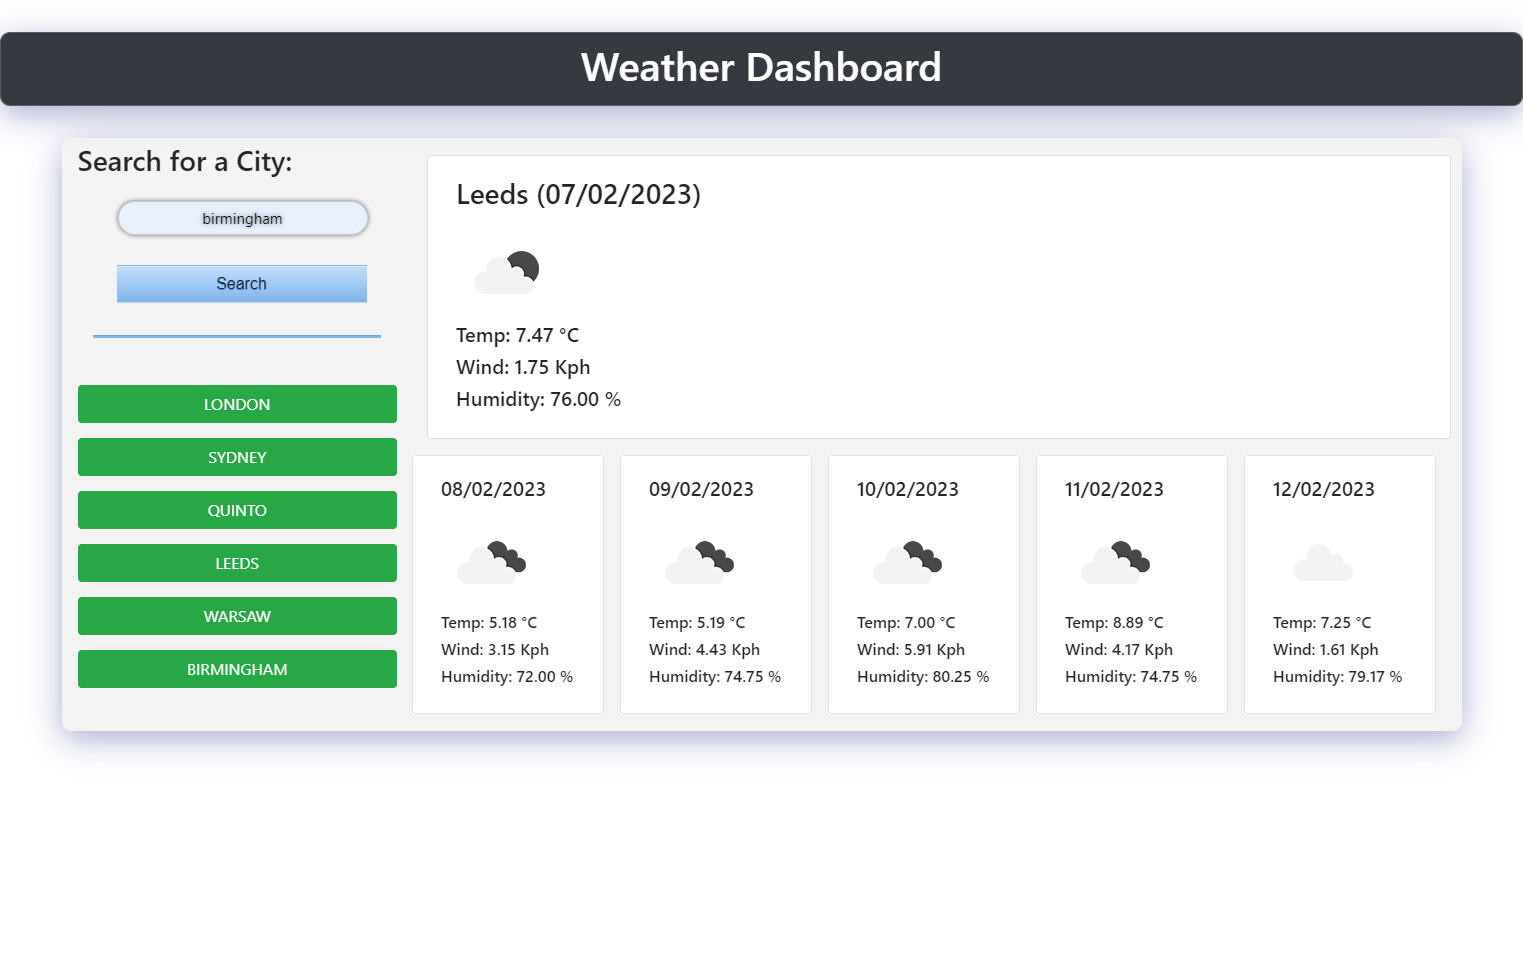 Weather Dashboard
Search for a City:
birmingham
Search
LONDON
SYDNEY
QUINTO
LEEDS
WARSAW
BIRMINGHAM
Leeds (07/02/2023)
Temp: 7.47 °C
Wind: 1.75 Kph
Humidity: 76.00 %
08/02/2023
Temp: 5.18 °C
Wind: 3.15 Kph
Humidity: 72.00 %
09/02/2023
Temp: 5.19 °C
Wind: 4.43 Kph
Humidity: 74.75 %
10/02/2023
Temp: 7.00 °C
Wind: 5.91 Kph
Humidity: 80.25 %
11/02/2023
Temp: 8.89 °C
Wind: 4.17 Kph
Humidity: 74.75 %
12/02/2023
Temp: 7.25 °C
Wind: 1.61 Kph
Humidity: 79.17 %